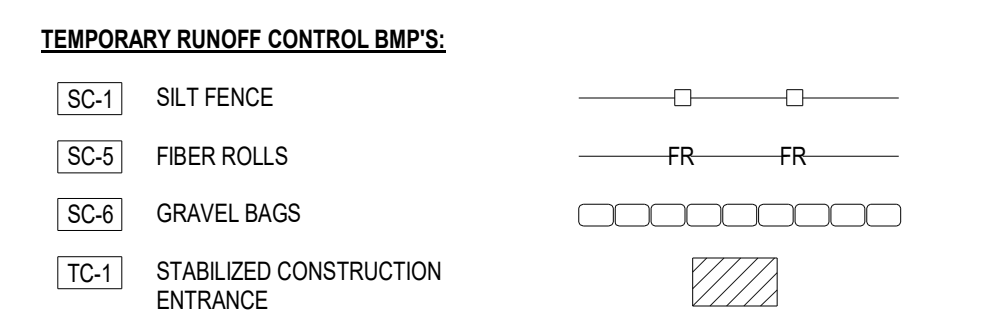 TEMPORARY RUNOFF CONTROL BMP'S:
SC-1 SILT FENCE
SC-5 FIBER ROLLS FR FR
SC-6 GRAVEL BAGS
TC-1 STABILIZED CONSTRUCTION
ENTRANCE